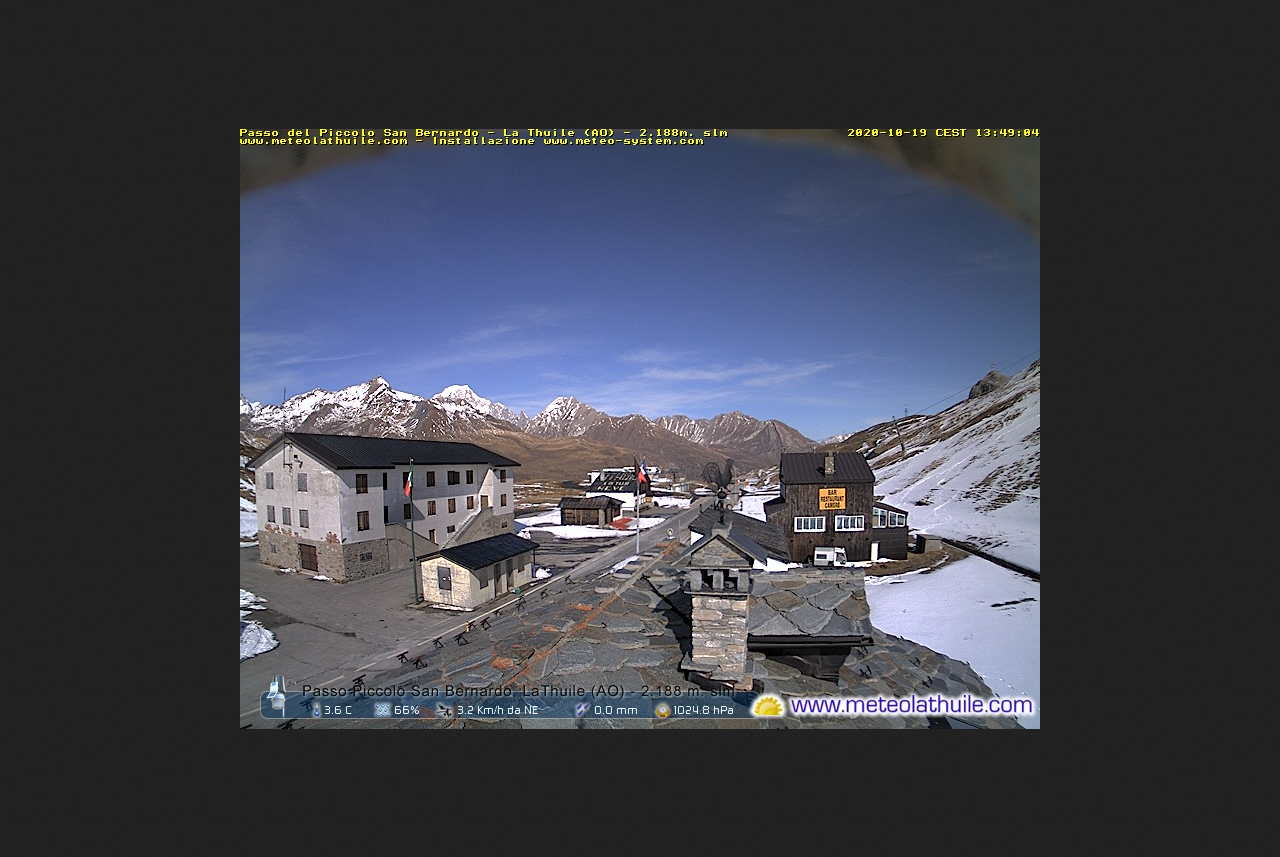 Passo del Piccolo San Bernardo - La Thuile (AO) - 2.188m. slm
2020-10-19 CEST 13:49:04
www.meteolathuile.com - Installazione www.meteo-system.com
BAR
RESTAURANT
CAMERE
Passo Piccolo San Bernardo, LaThuile (AO) - 2.188 m. slm
3.6 C 66% 3.2 Km/h da NE 0.0 mm 1024.8 hPa
www.meteolathuile.com